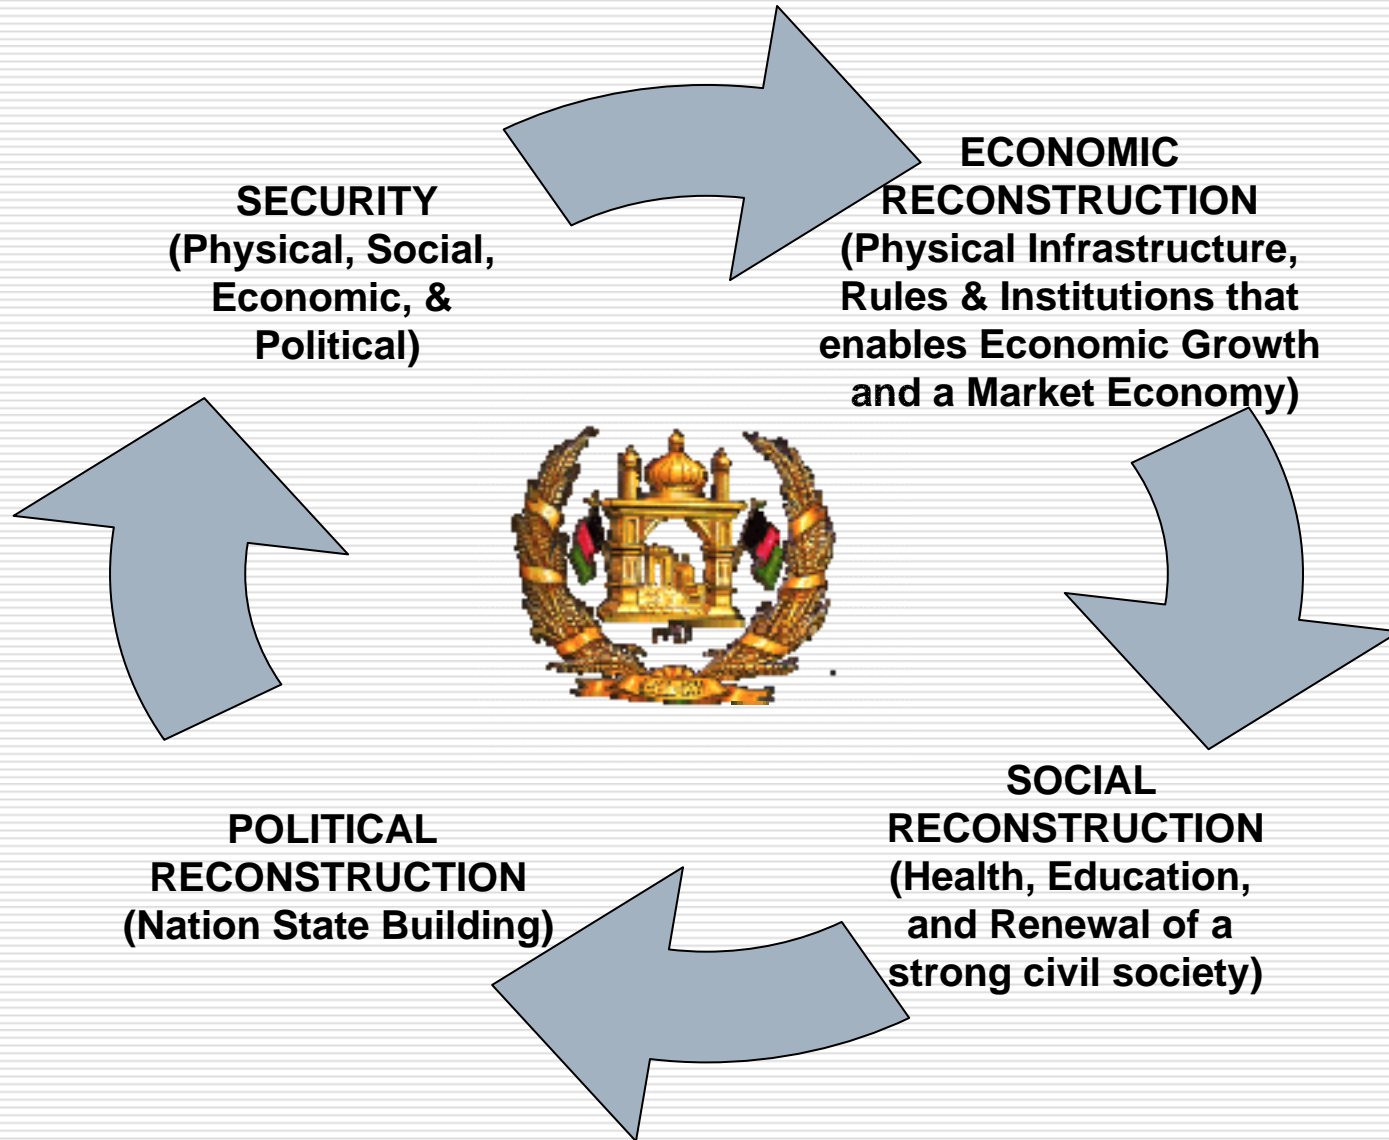 SECURITY
(Physical, Social,
Economic, &
Political)
ECONOMIC
RECONSTRUCTION
(Physical Infrastructure,
Rules & Institutions that
enables Economic Growth
and a Market Economy)
SOCIAL
RECONSTRUCTION
(Health, Education,
and Renewal of a
strong civil society)
POLITICAL
RECONSTRUCTION
(Nation State Building)